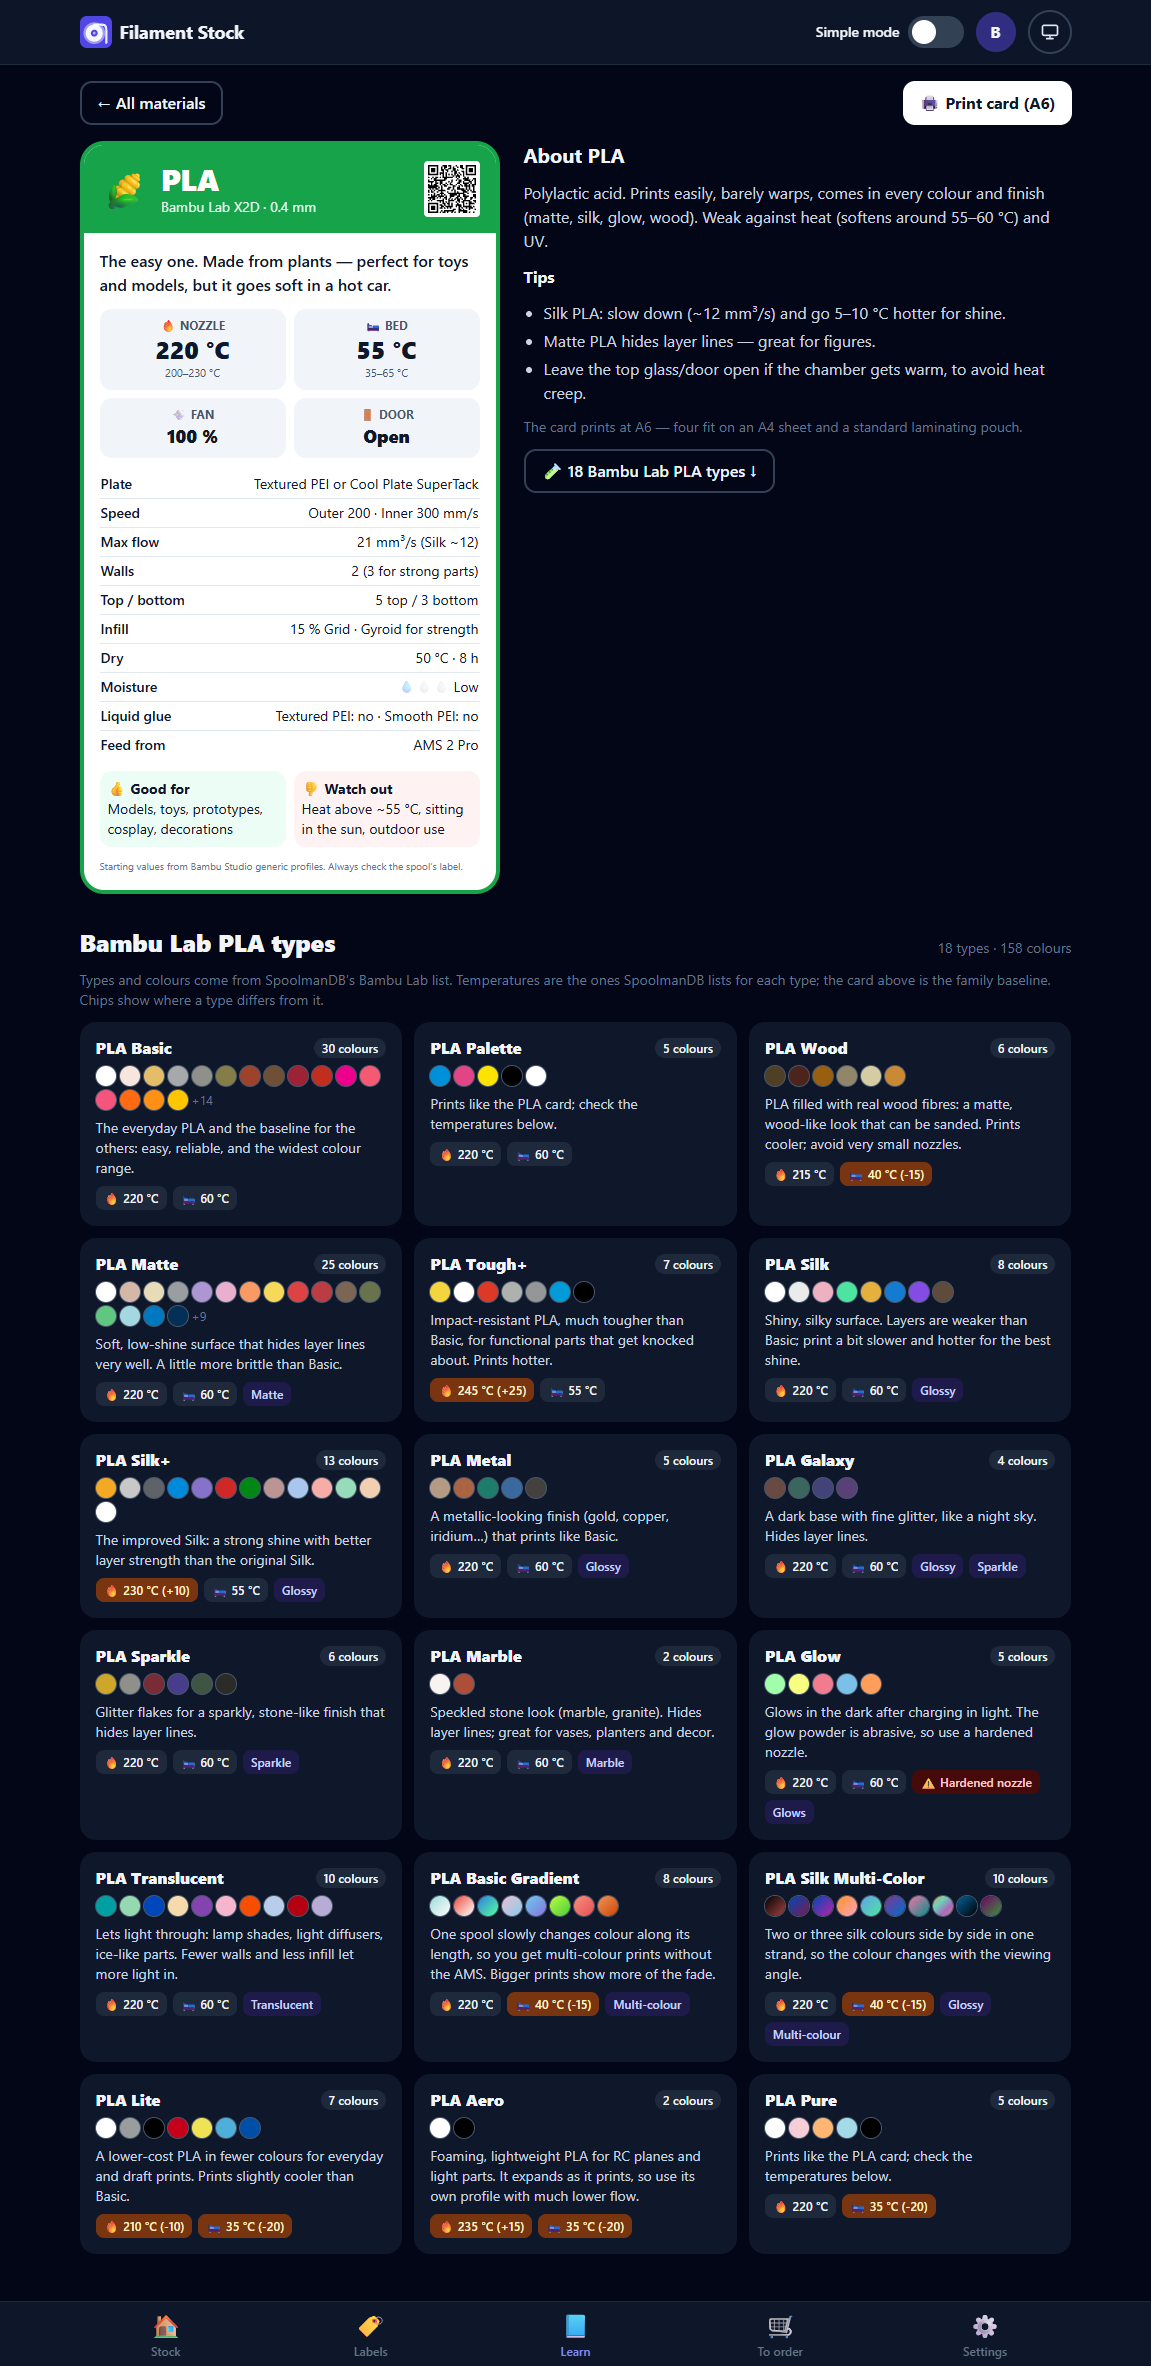 Filament Stock
Simple mode
B
← All materials
Print card (A6)
PLA
Bambu Lab X2D · 0.4 mm
The easy one. Made from plants — perfect for toys
and models, but it goes soft in a hot car.
NOZZLE
220 °C
200–230 °C
BED
55 °C
35–65 °C
FAN
100 %
DOOR
Open
Plate Textured PEI or Cool Plate SuperTack
Speed Outer 200 · Inner 300 mm/s
Max flow 21 mm³/s (Silk ~12)
Walls 2 (3 for strong parts)
Top / bottom 5 top / 3 bottom
Infill 15 % Grid · Gyroid for strength
Dry 50 °C · 8 h
Moisture Low
Liquid glue Textured PEI: no · Smooth PEI: no
Feed from AMS 2 Pro
Good for
Models, toys, prototypes,
cosplay, decorations
Watch out
Heat above ~55 °C, sitting
in the sun, outdoor use
Starting values from Bambu Studio generic profiles. Always check the spool's label.
About PLA
Polylactic acid. Prints easily, barely warps, comes in every colour and finish
(matte, silk, glow, wood). Weak against heat (softens around 55–60 °C) and
UV.
Tips
• Silk PLA: slow down (~12 mm³/s) and go 5–10 °C hotter for shine.
• Matte PLA hides layer lines — great for figures.
• Leave the top glass/door open if the chamber gets warm, to avoid heat
creep.
The card prints at A6 — four fit on an A4 sheet and a standard laminating pouch.
18 Bambu Lab PLA types ↓
Bambu Lab PLA types
18 types · 158 colours
Types and colours come from SpoolmanDB's Bambu Lab list. Temperatures are the ones SpoolmanDB lists for each type; the card above is the family baseline.
Chips show where a type differs from it.
PLA Basic 30 colours
+14
The everyday PLA and the baseline for the
others: easy, reliable, and the widest colour
range.
220 °C 60 °C
PLA Palette 5 colours
Prints like the PLA card; check the
temperatures below.
220 °C 60 °C
PLA Wood 6 colours
PLA filled with real wood fibres: a matte,
wood-like look that can be sanded. Prints
cooler; avoid very small nozzles.
215 °C 40 °C (-15)
PLA Matte 25 colours
+9
Soft, low-shine surface that hides layer lines
very well. A little more brittle than Basic.
220 °C 60 °C Matte
PLA Tough+ 7 colours
Impact-resistant PLA, much tougher than
Basic, for functional parts that get knocked
about. Prints hotter.
245 °C (+25) 55 °C
PLA Silk 8 colours
Shiny, silky surface. Layers are weaker than
Basic; print a bit slower and hotter for the best
shine.
220 °C 60 °C Glossy
PLA Silk+ 13 colours
The improved Silk: a strong shine with better
layer strength than the original Silk.
230 °C (+10) 55 °C Glossy
PLA Metal 5 colours
A metallic-looking finish (gold, copper,
iridium…) that prints like Basic.
220 °C 60 °C Glossy
PLA Galaxy 4 colours
A dark base with fine glitter, like a night sky.
Hides layer lines.
220 °C 60 °C Glossy Sparkle
PLA Sparkle 6 colours
Glitter flakes for a sparkly, stone-like finish that
hides layer lines.
220 °C 60 °C Sparkle
PLA Marble 2 colours
Speckled stone look (marble, granite). Hides
layer lines; great for vases, planters and decor.
220 °C 60 °C Marble
PLA Glow 5 colours
Glows in the dark after charging in light. The
glow powder is abrasive, so use a hardened
nozzle.
220 °C 60 °C Hardened nozzle
Glows
PLA Translucent 10 colours
Lets light through: lamp shades, light diffusers,
ice-like parts. Fewer walls and less infill let
more light in.
220 °C 60 °C Translucent
PLA Basic Gradient 8 colours
One spool slowly changes colour along its
length, so you get multi-colour prints without
the AMS. Bigger prints show more of the fade.
220 °C 40 °C (-15) Multi-colour
PLA Silk Multi-Color 10 colours
Two or three silk colours side by side in one
strand, so the colour changes with the viewing
angle.
220 °C 40 °C (-15) Glossy
Multi-colour
PLA Lite 7 colours
A lower-cost PLA in fewer colours for everyday
and draft prints. Prints slightly cooler than
Basic.
210 °C (-10) 35 °C (-20)
PLA Aero 2 colours
Foaming, lightweight PLA for RC planes and
light parts. It expands as it prints, so use its
own profile with much lower flow.
235 °C (+15) 35 °C (-20)
PLA Pure 5 colours
Prints like the PLA card; check the
temperatures below.
220 °C 35 °C (-20)
Stock
Labels
Learn
To order
Settings